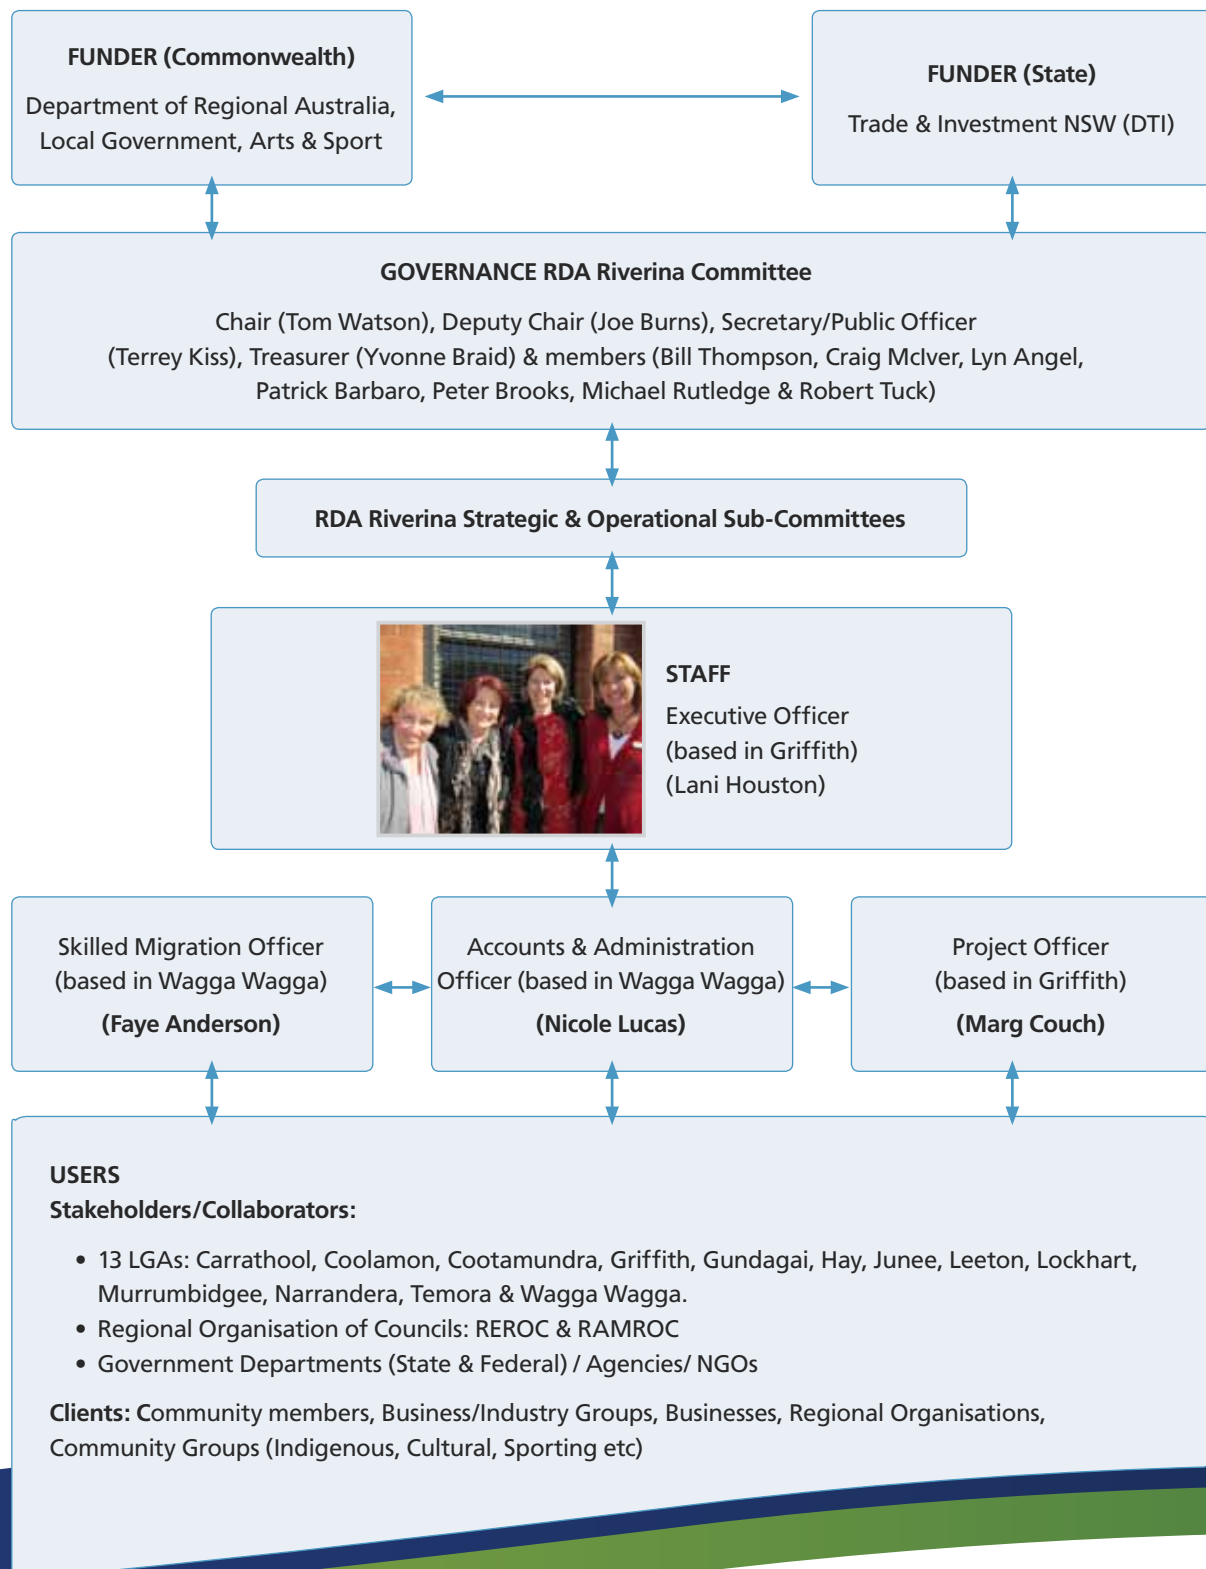 FUNDER (Commonwealth)
Department of Regional Australia,
Local Government, Arts & Sport
FUNDER (State)
Trade & Investment NSW (DTI)
GOVERNANCE RDA Riverina Committee
Chair (Tom Watson), Deputy Chair (Joe Burns), Secretary/Public Officer
(Terrey Kiss), Treasurer (Yvonne Braid) & members (Bill Thompson, Craig McIver, Lyn Angel,
Patrick Barbaro, Peter Brooks, Michael Rutledge & Robert Tuck)
RDA Riverina Strategic & Operational Sub-Committees
STAFF
Executive Officer
(based in Griffith)
(Lani Houston)
Skilled Migration Officer
(based in Wagga Wagga)
(Faye Anderson)
Accounts & Administration
Officer (based in Wagga Wagga)
(Nicole Lucas)
Project Officer
(based in Griffith)
(Marg Couch)
USERS
Stakeholders/Collaborators:
• 13 LGAs: Carrathool, Coolamon, Cootamundra, Griffith, Gundagai, Hay, Junee, Leeton, Lockhart,
Murrumbidgee, Narrandera, Temora & Wagga Wagga.
• Regional Organisation of Councils: REROC & RAMROC
• Government Departments (State & Federal) / Agencies/ NGOs
Clients: Community members, Business/Industry Groups, Businesses, Regional Organisations,
Community Groups (Indigenous, Cultural, Sporting etc)